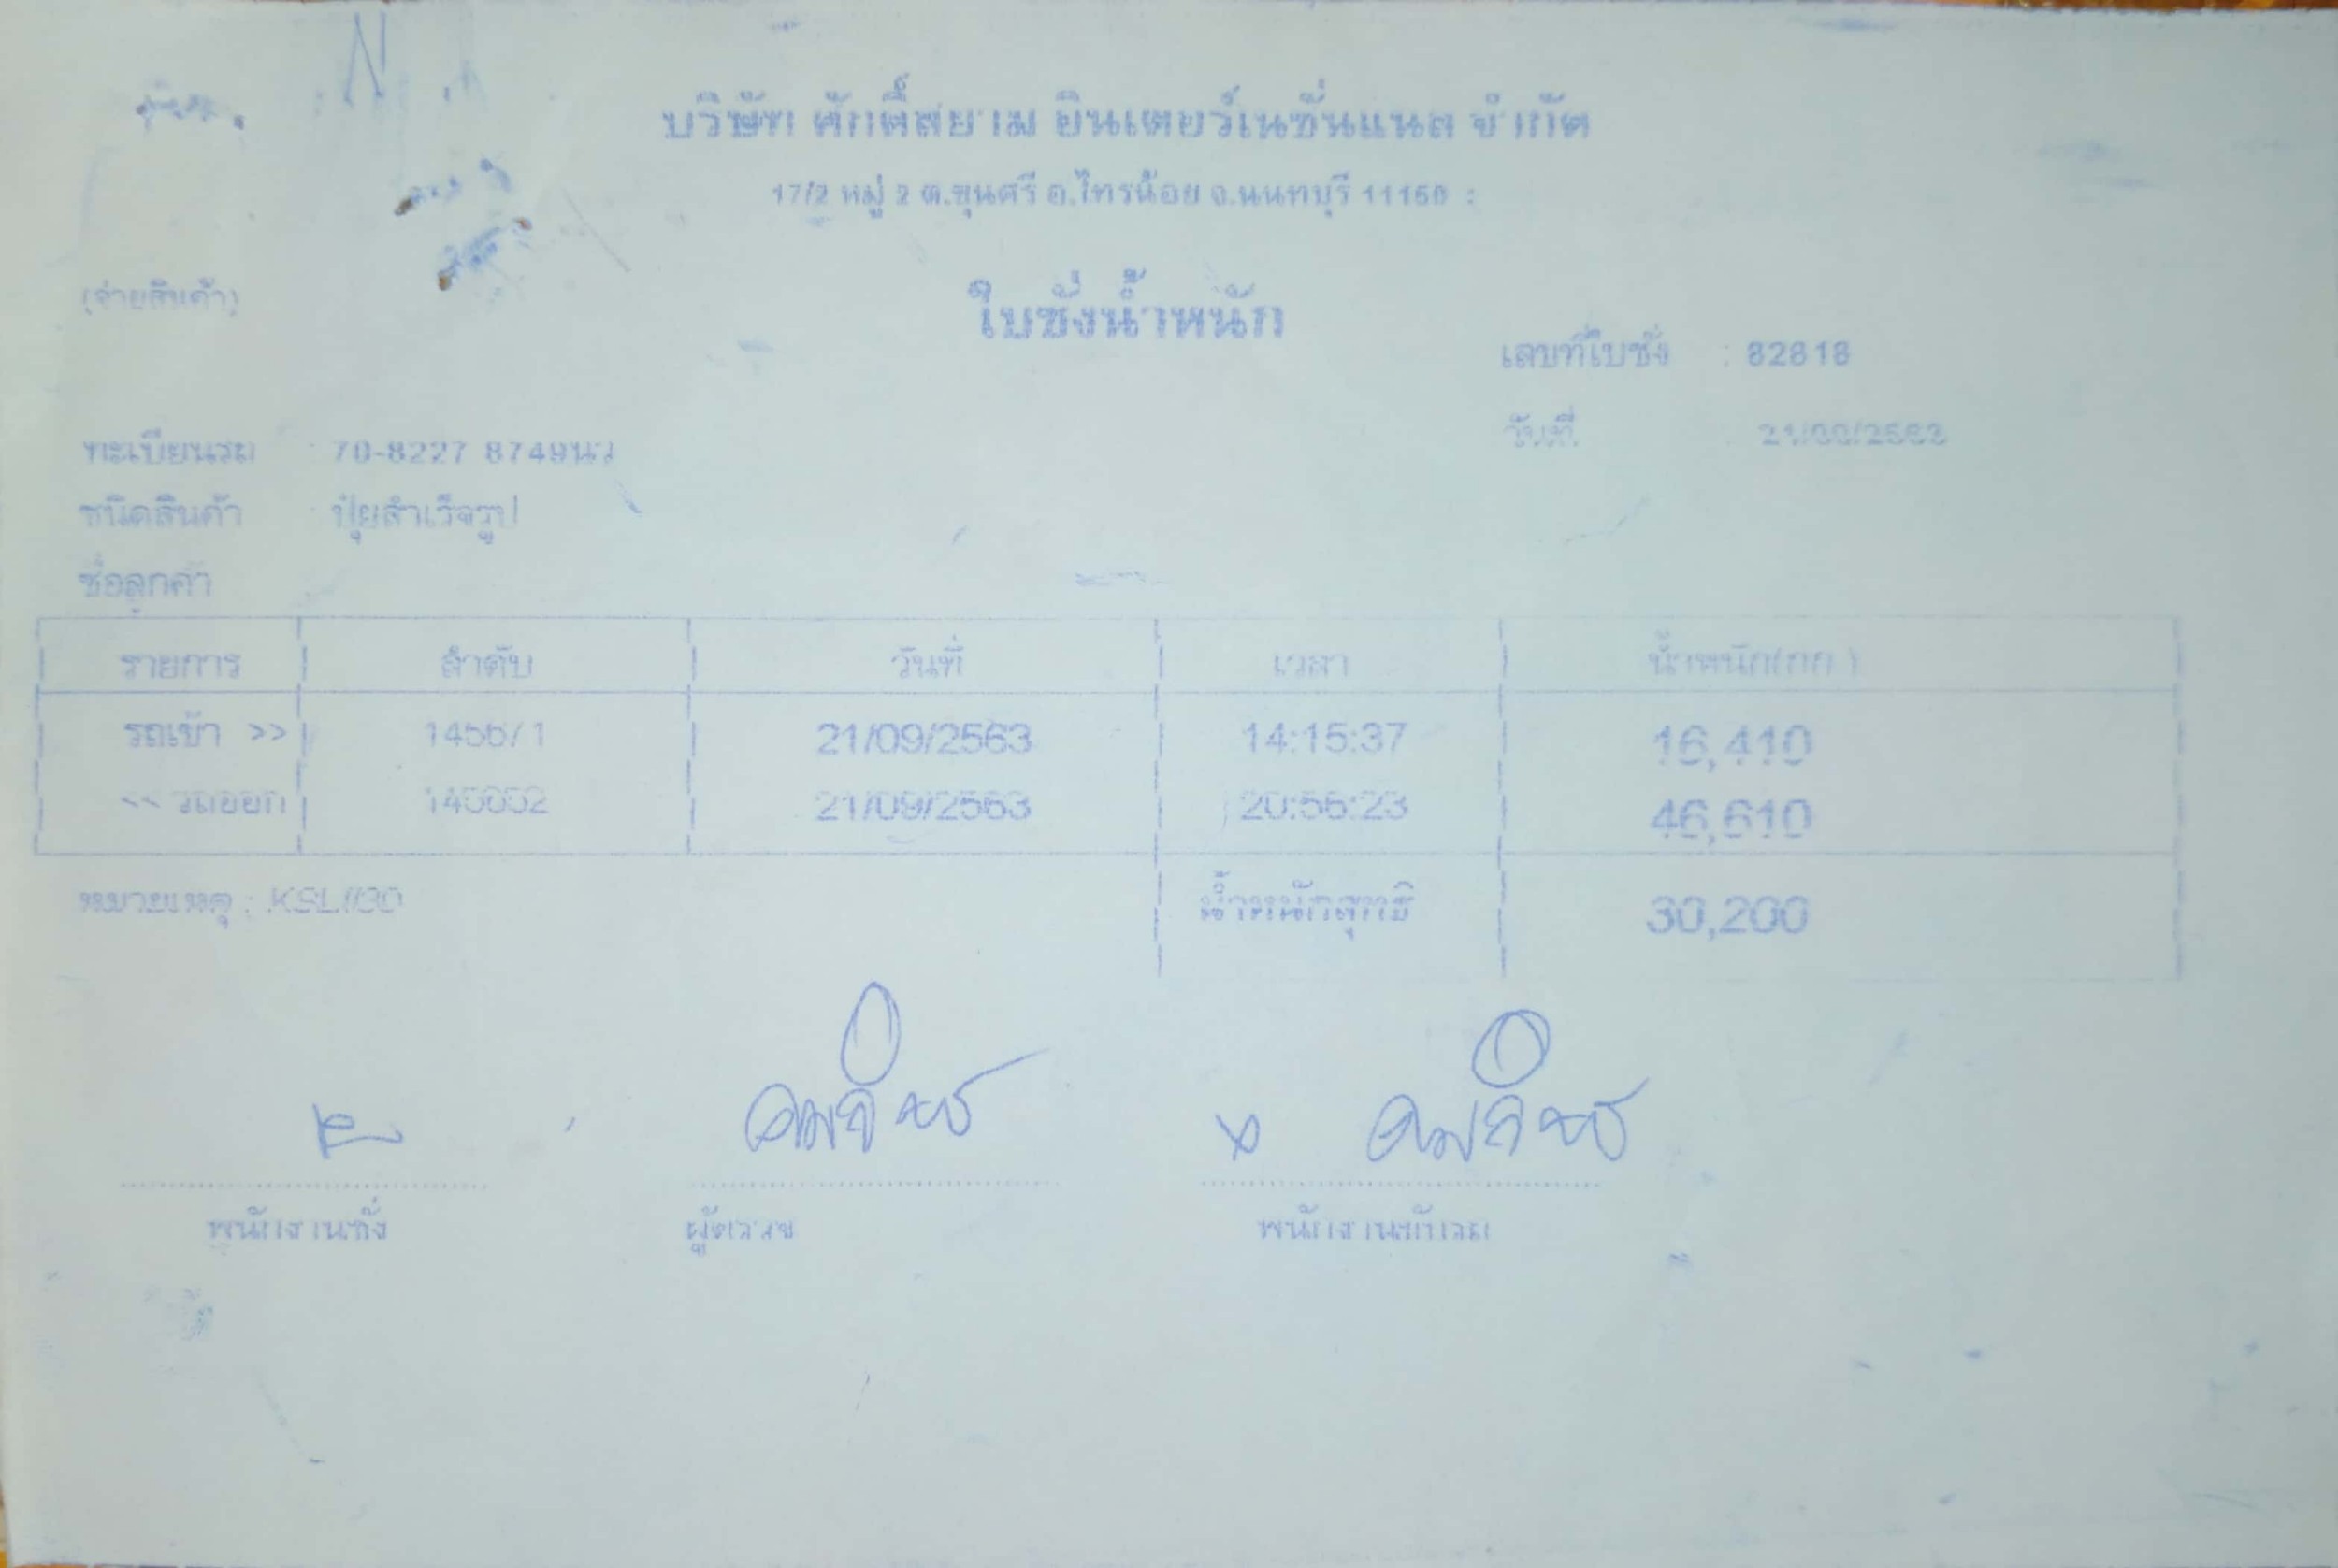 บริษัท ศักดิ์สยาม อินเตอร์เนชั่นแนล จำกัด
17/2 หมู่ 2 ต.ขุนศรี อ.ไทรน้อย จ.นนทบุรี 11150 :
(จ่ายสินค้า)
ใบชั่งน้ำหนัก
เลขที่ใบชั่ง : 82818
วันที่ 21/09/2563
ทะเบียนรถ : 70-8227 8749นว
ชนิดสินค้า : ปุ๋ยสำเร็จรูป
ชื่อลูกค้า
รายการ ลำดับ วันที่ เวลา น้ำหนัก(กก.)
รถเข้า >> 21/09/2563 14:15:37 16,410
<< รถออก 21/09/2563 20:56:23 46,610
หมายเหตุ : น้ำหนักสุทธิ 30,200
พนักงานชั่ง ผู้ตรวจ พนักงานขับรถ